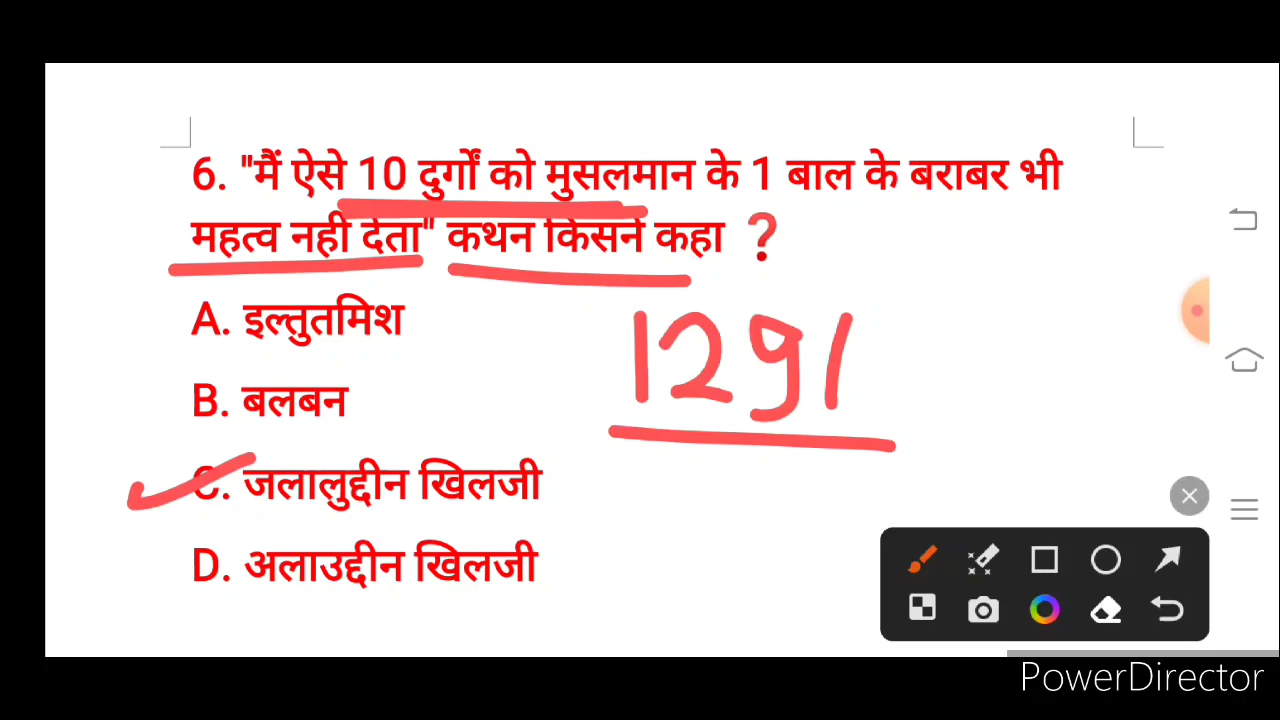 6. "मैं ऐसे 10 दुर्गों को मुसलमान के 1 बाल के बराबर भी
महत्व नही देता" कथन किसने कहा ?
A. इल्तुतमिश
1291
B. बलबन
C. जलालुद्दीन खिलजी
D. अलाउद्दीन खिलजी
PowerDirector